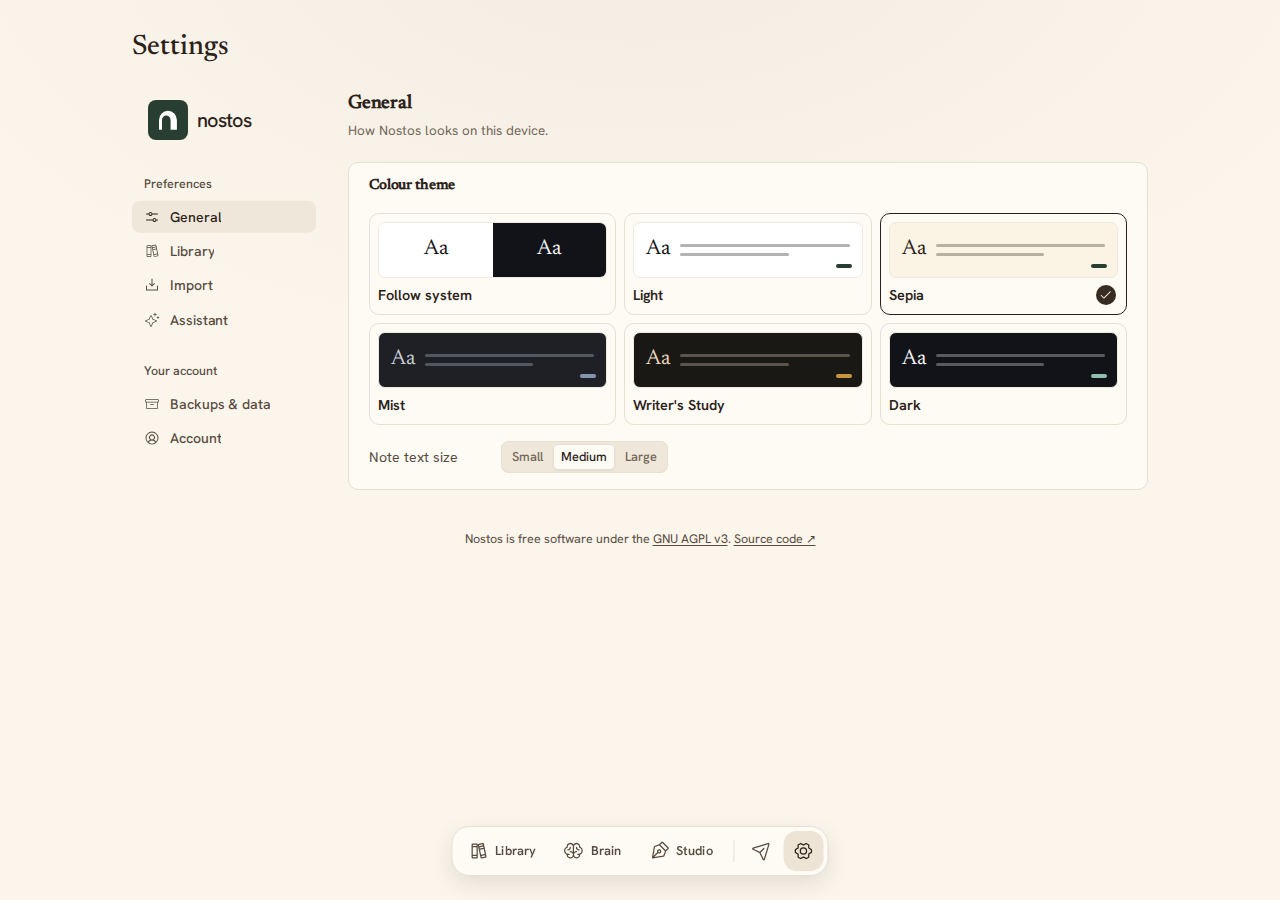 Settings
nostos
Preferences
General
Library
Import
Assistant
Your account
Backups & data
Account
General
How Nostos looks on this device.
Colour theme
Aa Aa
Follow system
Aa
Light
Aa
Sepia
Aa
Mist
Aa
Writer's Study
Aa
Dark
Note text size
Small Medium Large
Nostos is free software under the GNU AGPL v3. Source code ↗
Library Brain Studio